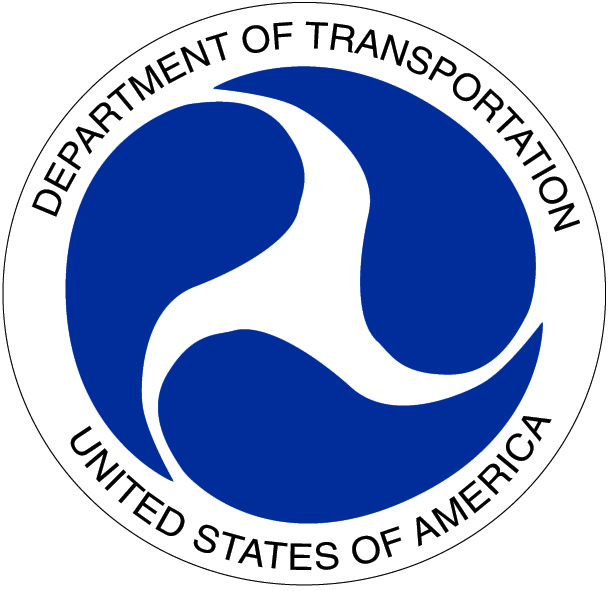 DEPARTMENT OF TRANSPORTATION
UNITED STATES OF AMERICA